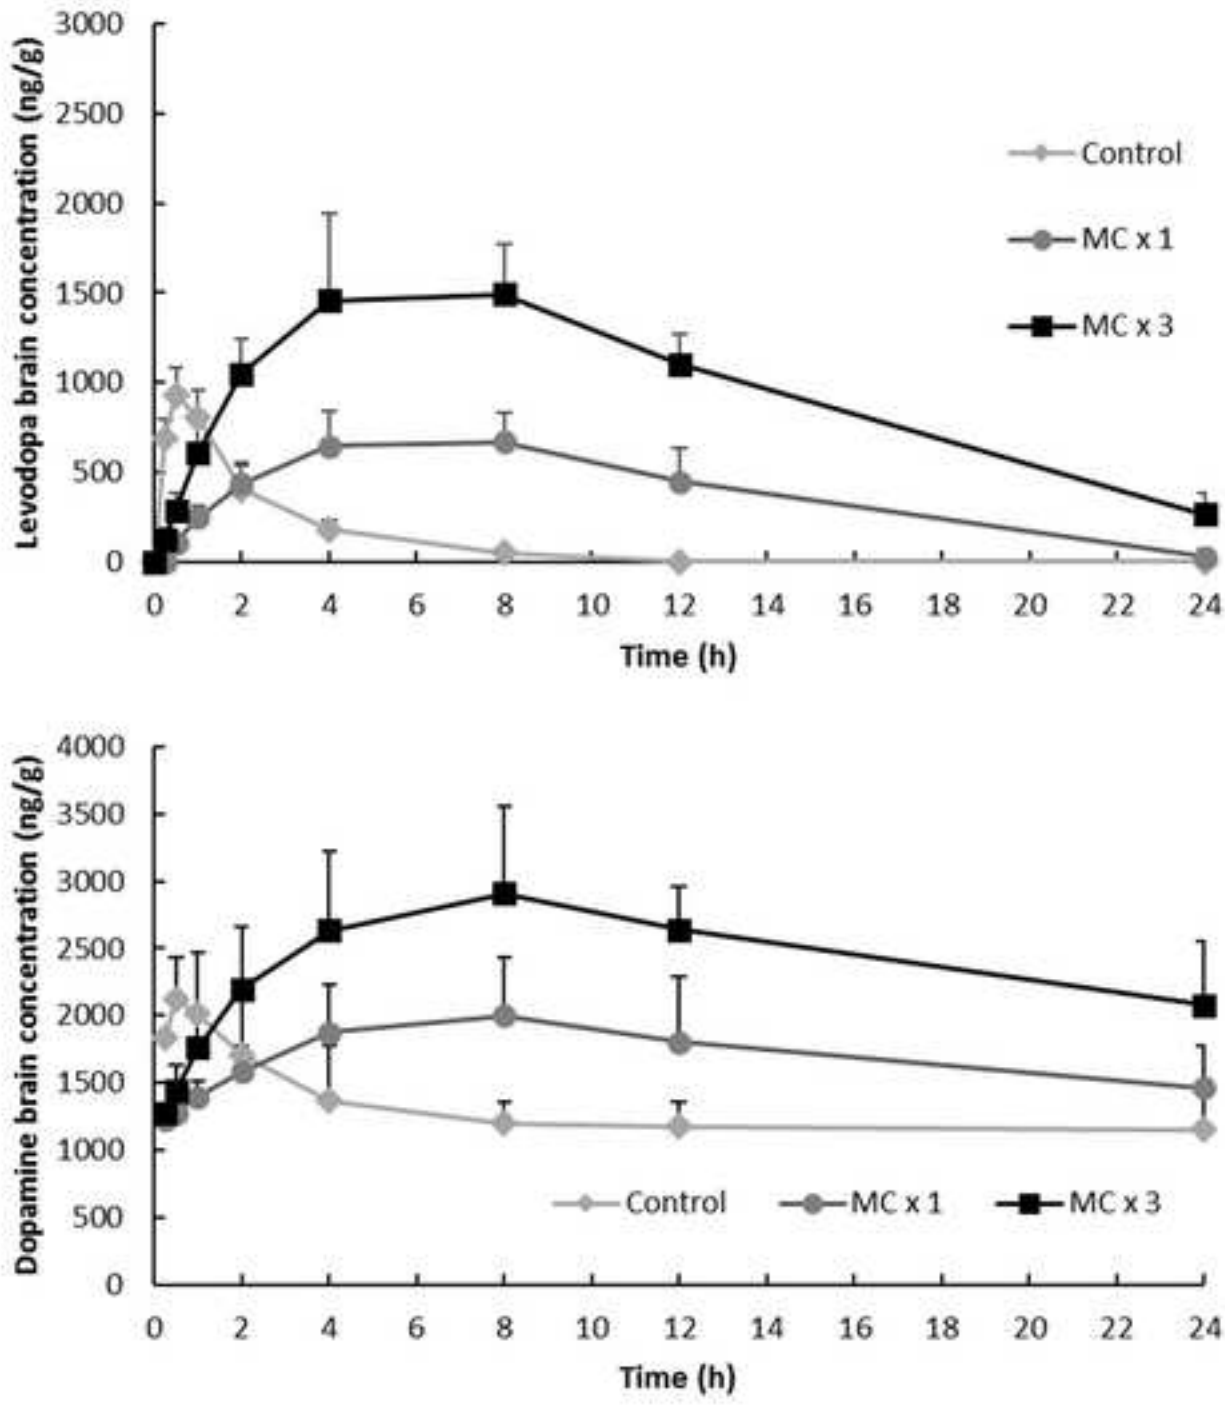 Levodopa brain concentration (ng/g)
3000
2500
2000
1500
1000
500
0
Control
MC x 1
MC x 3
0 2 4 6 8 10 12 14 16 18 20 22 24
Time (h)
Dopamine brain concentration (ng/g)
4000
3500
3000
2500
2000
1500
1000
500
0
Control MC x 1 MC x 3
0 2 4 6 8 10 12 14 16 18 20 22 24
Time (h)